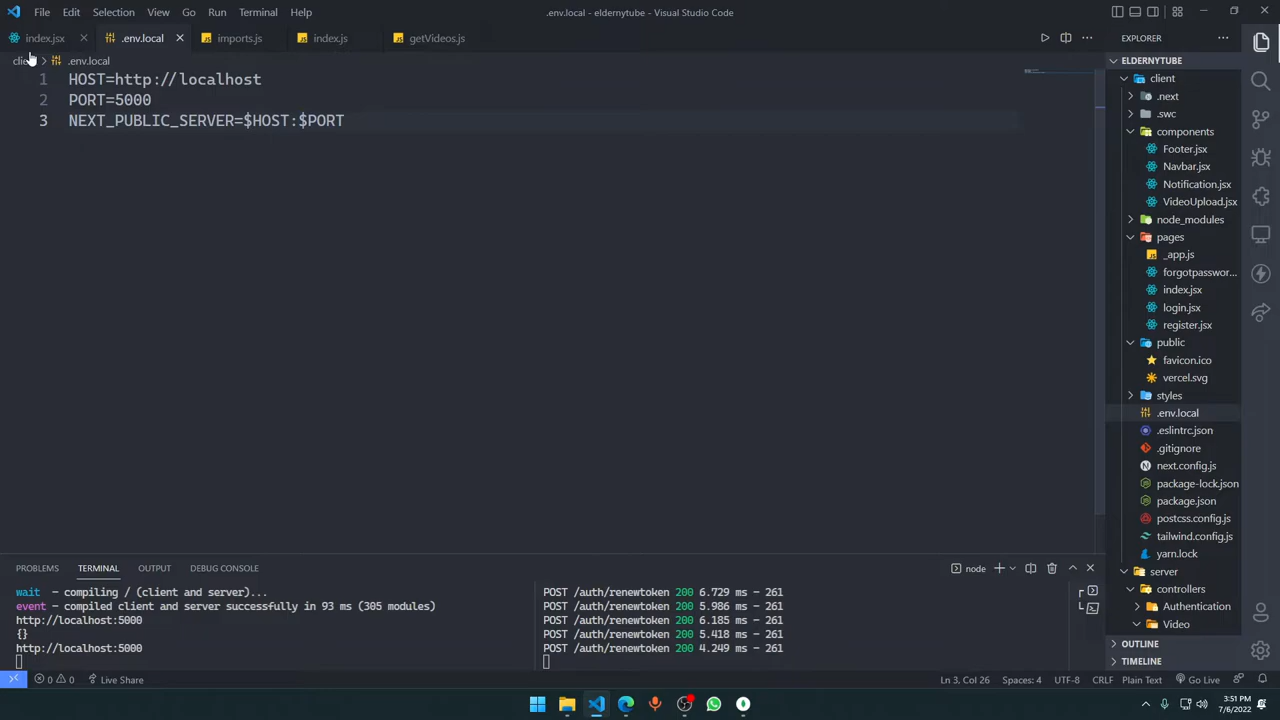 File Edit Selection View Go Run Terminal Help
.env.local - eldernytube - Visual Studio Code
index.jsx
.env.local
imports.js
index.js
getVideos.js
.env.local
1 HOST=http://localhost
2 PORT=5000
3 NEXT_PUBLIC_SERVER=$HOST:$PORT
EXPLORER
ELDERNYTUBE
client
.next
.swc
components
Footer.jsx
Navbar.jsx
Notification.jsx
VideoUpload.jsx
node_modules
pages
_app.js
forgotpasswor...
index.jsx
login.jsx
register.jsx
public
favicon.ico
vercel.svg
styles
.env.local
.eslintrc.json
.gitignore
next.config.js
package-lock.json
package.json
postcss.config.js
tailwind.config.js
yarn.lock
server
controllers
Authentication
Video
OUTLINE
TIMELINE
PROBLEMS TERMINAL OUTPUT DEBUG CONSOLE
node
wait - compiling / (client and server)...
event - compiled client and server successfully in 93 ms (305 modules)
http://localhost:5000
{}
http://localhost:5000
POST /auth/renewtoken 200 6.729 ms - 261
POST /auth/renewtoken 200 5.986 ms - 261
POST /auth/renewtoken 200 6.185 ms - 261
POST /auth/renewtoken 200 5.418 ms - 261
POST /auth/renewtoken 200 4.249 ms - 261
0 0 Live Share
Ln 3, Col 26 Spaces: 4 UTF-8 CRLF Plain Text Go Live
3:51 PM
7/6/2022